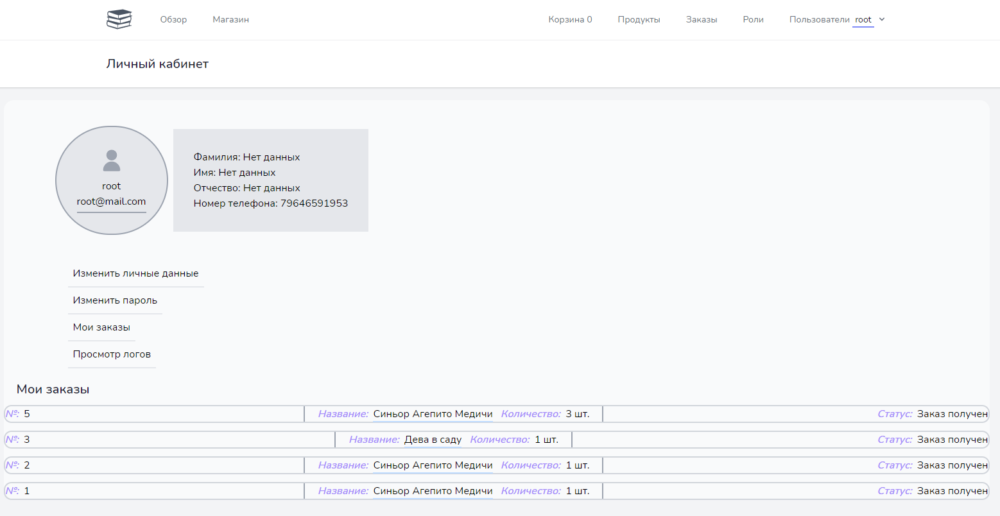 Обзор Магазин Корзина 0 Продукты Заказы Роли Пользователи root
Личный кабинет
root
root@mail.com
Фамилия: Нет данных
Имя: Нет данных
Отчество: Нет данных
Номер телефона: 79646591953
Изменить личные данные
Изменить пароль
Мои заказы
Просмотр логов
Мои заказы
№: 5 Название: Синьор Агепито Медичи Количество: 3 шт. Статус: Заказ получен
№: 3 Название: Дева в саду Количество: 1 шт. Статус: Заказ получен
№: 2 Название: Синьор Агепито Медичи Количество: 1 шт. Статус: Заказ получен
№: 1 Название: Синьор Агепито Медичи Количество: 1 шт. Статус: Заказ получен